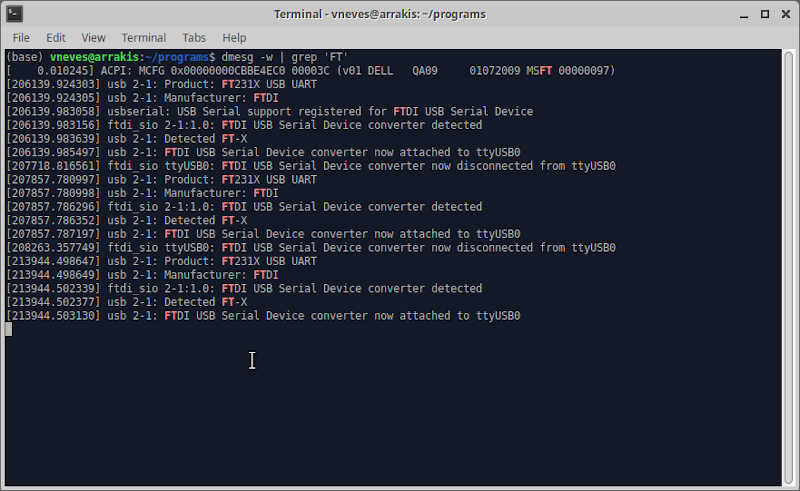 Terminal - vneves@arrakis: ~/programs
File Edit View Terminal Tabs Help
(base) vneves@arrakis:~/programs$ dmesg -w | grep 'FT'
[    0.010245] ACPI: MCFG 0x00000000CBBE4EC0 00003C (v01 DELL   QA09     01072009 MSFT 00000097)
[206139.924303] usb 2-1: Product: FT231X USB UART
[206139.924305] usb 2-1: Manufacturer: FTDI
[206139.983058] usbserial: USB Serial support registered for FTDI USB Serial Device
[206139.983156] ftdi_sio 2-1:1.0: FTDI USB Serial Device converter detected
[206139.983639] usb 2-1: Detected FT-X
[206139.985497] usb 2-1: FTDI USB Serial Device converter now attached to ttyUSB0
[207718.816561] ftdi_sio ttyUSB0: FTDI USB Serial Device converter now disconnected from ttyUSB0
[207857.780997] usb 2-1: Product: FT231X USB UART
[207857.780998] usb 2-1: Manufacturer: FTDI
[207857.786296] ftdi_sio 2-1:1.0: FTDI USB Serial Device converter detected
[207857.786352] usb 2-1: Detected FT-X
[207857.787197] usb 2-1: FTDI USB Serial Device converter now attached to ttyUSB0
[208263.357749] ftdi_sio ttyUSB0: FTDI USB Serial Device converter now disconnected from ttyUSB0
[213944.498647] usb 2-1: Product: FT231X USB UART
[213944.498649] usb 2-1: Manufacturer: FTDI
[213944.502339] ftdi_sio 2-1:1.0: FTDI USB Serial Device converter detected
[213944.502377] usb 2-1: Detected FT-X
[213944.503130] usb 2-1: FTDI USB Serial Device converter now attached to ttyUSB0